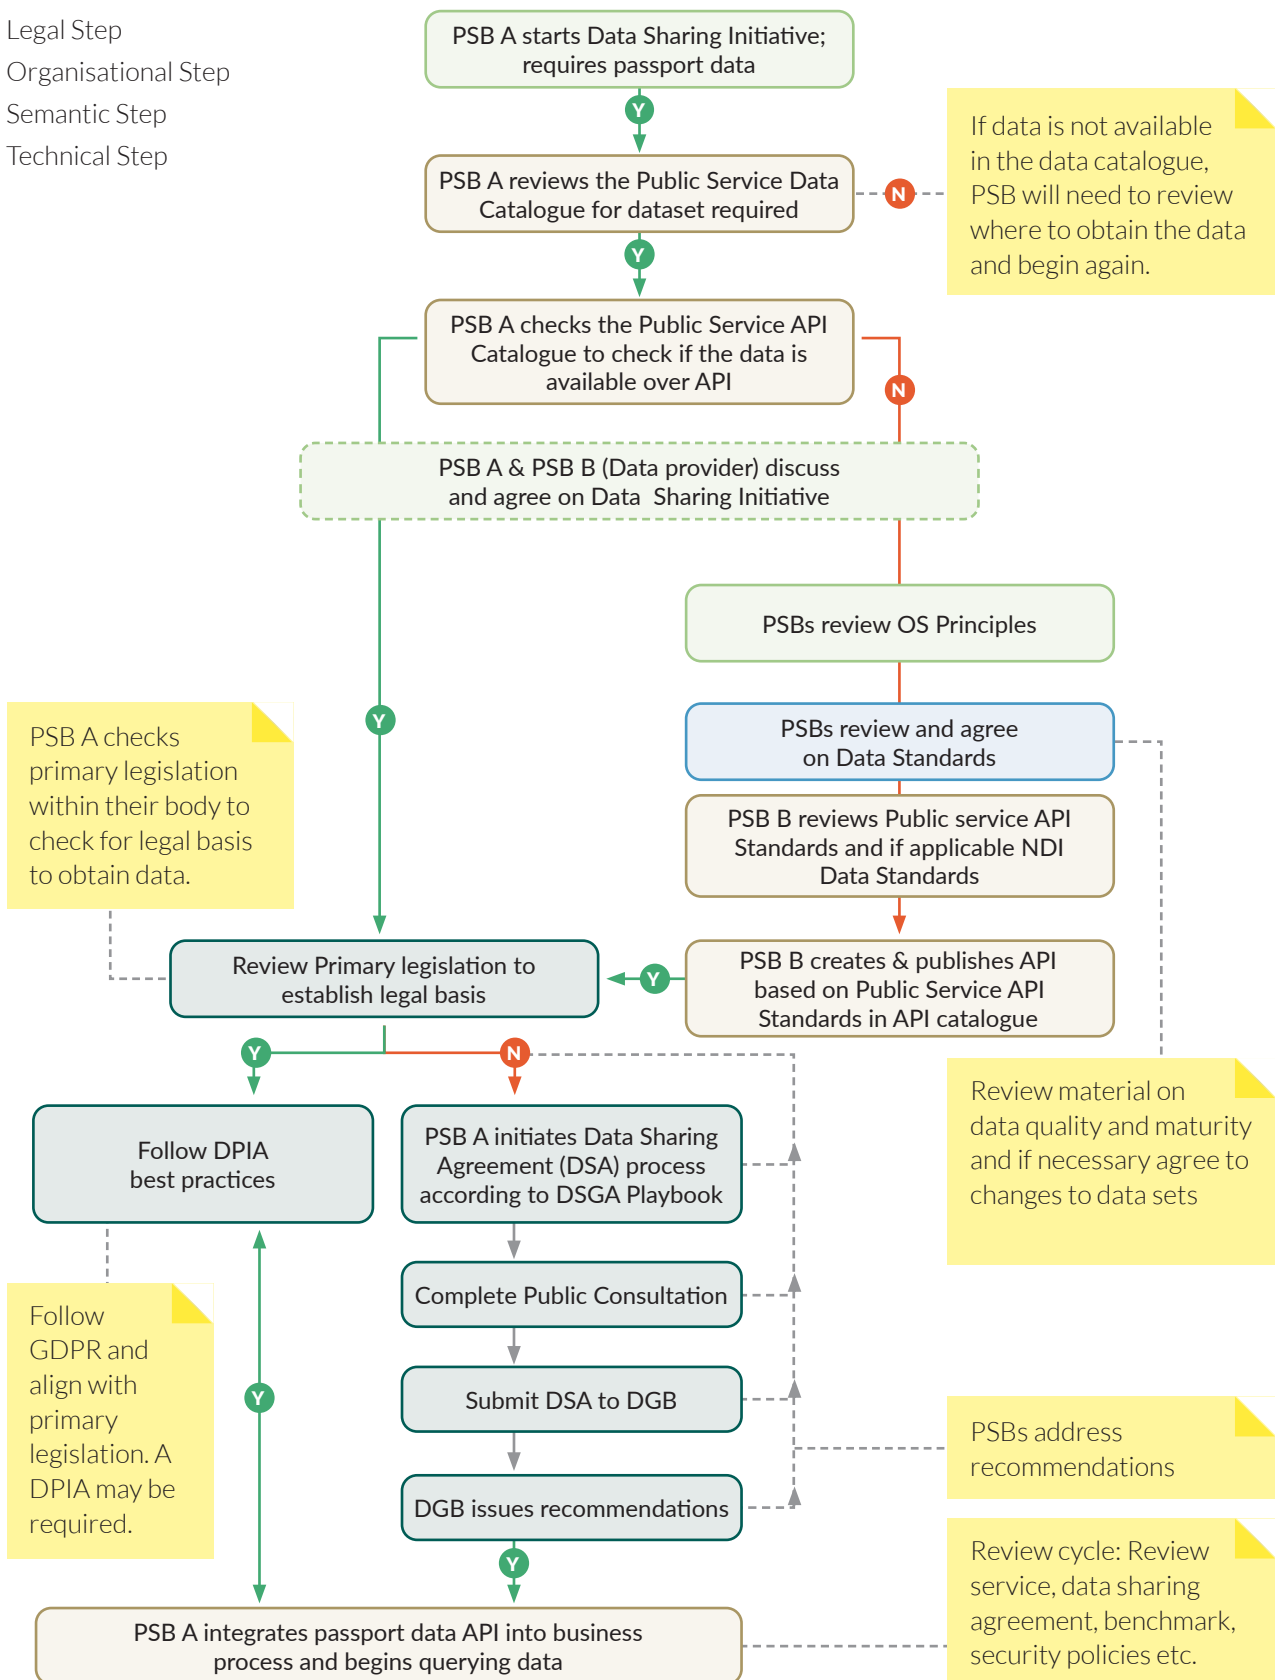 Legal Step
Organisational Step
Semantic Step
Technical Step
PSB A starts Data Sharing Initiative;
requires passport data
Y
If data is not available
in the data catalogue,
PSB will need to review
where to obtain the data
and begin again.
PSB A reviews the Public Service Data
Catalogue for dataset required
N
Y
PSB A checks the Public Service API
Catalogue to check if the data is
available over API
N
PSB A & PSB B (Data provider) discuss
and agree on Data Sharing Initiative
PSBs review OS Principles
Y
PSBs review and agree
on Data Standards
PSB A checks
primary legislation
within their body to
check for legal basis
to obtain data.
PSB B reviews Public service API
Standards and if applicable NDI
Data Standards
Review Primary legislation to
establish legal basis
Y
PSB B creates & publishes API
based on Public Service API
Standards in API catalogue
Y
N
Review material on
data quality and maturity
and if necessary agree to
changes to data sets
Follow DPIA
best practices
PSB A initiates Data Sharing
Agreement (DSA) process
according to DSGA Playbook
Complete Public Consultation
Follow
GDPR and
align with
primary
legislation. A
DPIA may be
required.
Y
Submit DSA to DGB
PSBs address
recommendations
DGB issues recommendations
Y
Review cycle: Review
service, data sharing
agreement, benchmark,
security policies etc.
PSB A integrates passport data API into business
process and begins querying data